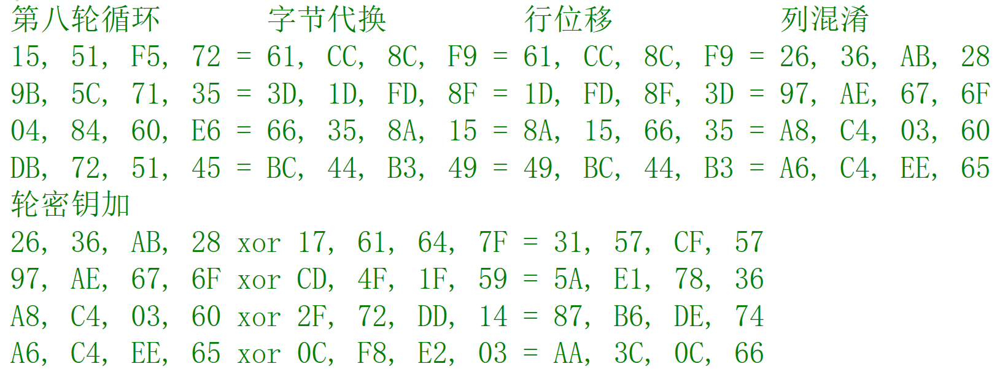 第八轮循环 字节代换 行位移 列混淆
15, 51, F5, 72 = 61, CC, 8C, F9 = 61, CC, 8C, F9 = 26, 36, AB, 28
9B, 5C, 71, 35 = 3D, 1D, FD, 8F = 1D, FD, 8F, 3D = 97, AE, 67, 6F
04, 84, 60, E6 = 66, 35, 8A, 15 = 8A, 15, 66, 35 = A8, C4, 03, 60
DB, 72, 51, 45 = BC, 44, B3, 49 = 49, BC, 44, B3 = A6, C4, EE, 65
轮密钥加
26, 36, AB, 28 xor 17, 61, 64, 7F = 31, 57, CF, 57
97, AE, 67, 6F xor CD, 4F, 1F, 59 = 5A, E1, 78, 36
A8, C4, 03, 60 xor 2F, 72, DD, 14 = 87, B6, DE, 74
A6, C4, EE, 65 xor 0C, F8, E2, 03 = AA, 3C, 0C, 66